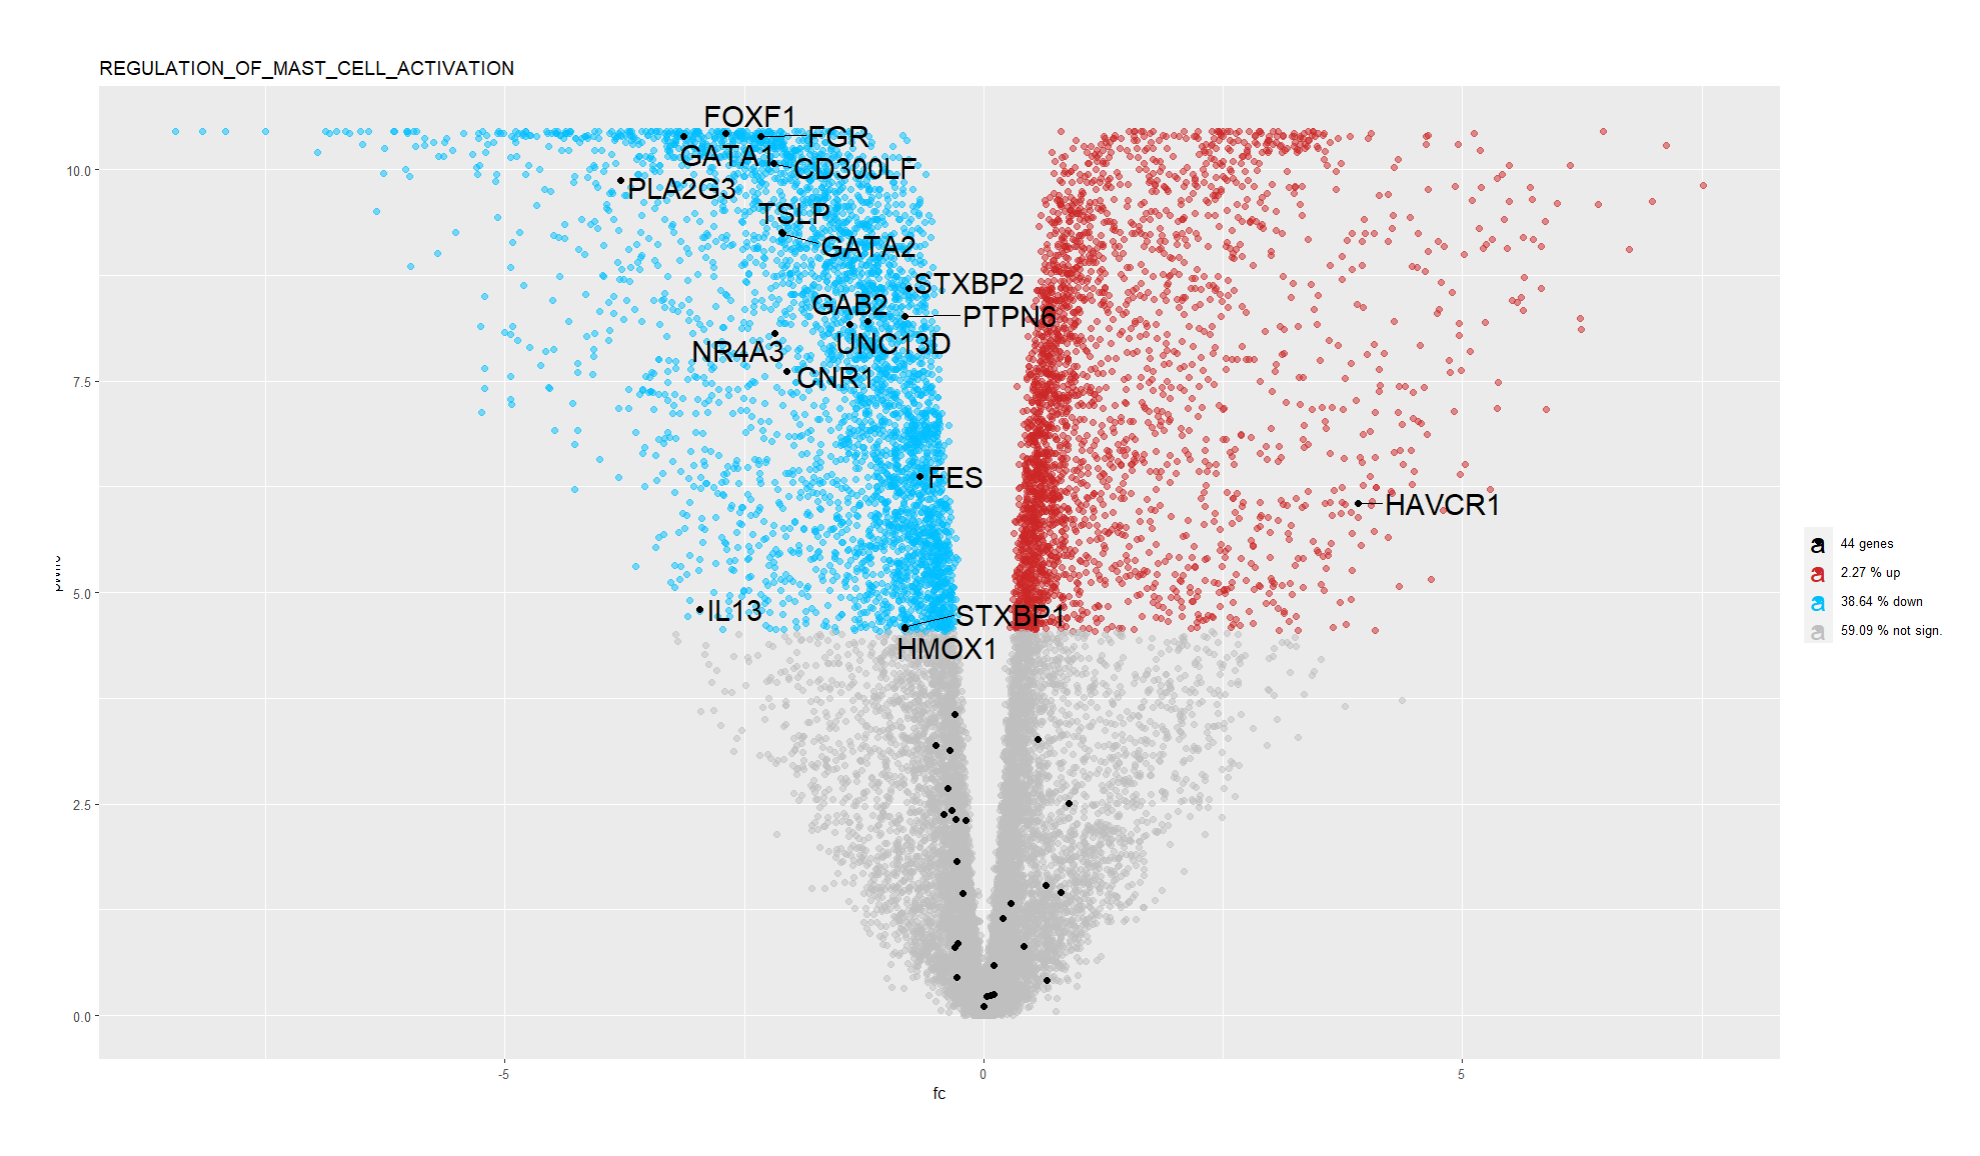 REGULATION_OF_MAST_CELL_ACTIVATION
FOXF1
FGR
GATA1
CD300LF
PLA2G3
TSLP
GATA2
STXBP2
GAB2
PTPN6
UNC13D
NR4A3
CNR1
FES
HAVCR1
IL13
STXBP1
HMOX1
10.0
7.5
5.0
2.5
0.0
-5
0
5
fc
a 44 genes
a 2.27 % up
a 38.64 % down
a 59.09 % not sign.